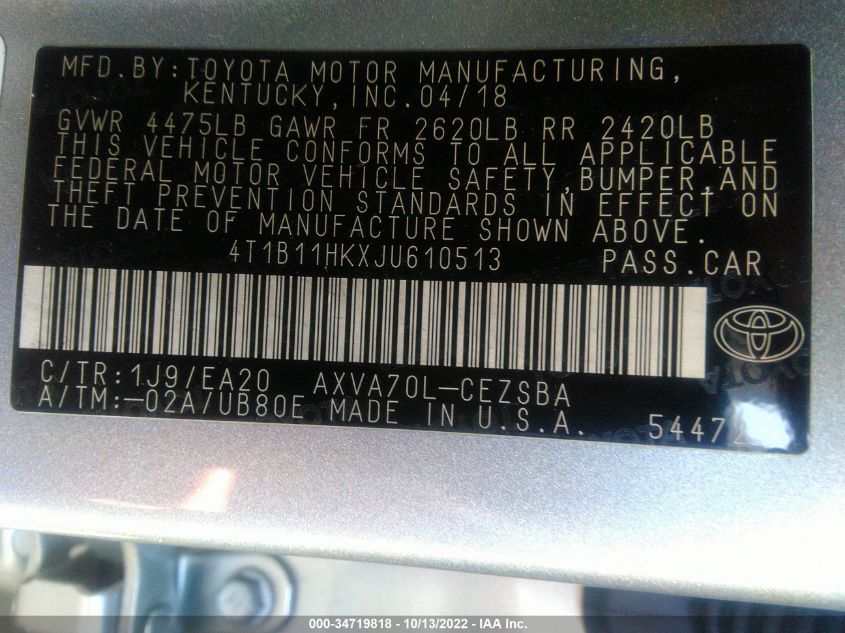 MFD.BY:TOYOTA MOTOR MANUFACTURING,
KENTUCKY,INC.04/18
GVWR 4475LB GAWR FR 2620LB RR 2420LB
THIS VEHICLE CONFORMS TO ALL APPLICABLE
FEDERAL MOTOR VEHICLE SAFETY,BUMPER,AND
THEFT PREVENTION STANDARDS IN EFFECT ON
THE DATE OF MANUFACTURE SHOWN ABOVE.
4T1B11HKXJU610513 PASS.CAR
C/TR:1J9/EA20 AXVA70L-CEZSBA
A/TM:-02A/UB80E MADE IN U.S.A.
000-34719818 - 10/13/2022 - IAA Inc.